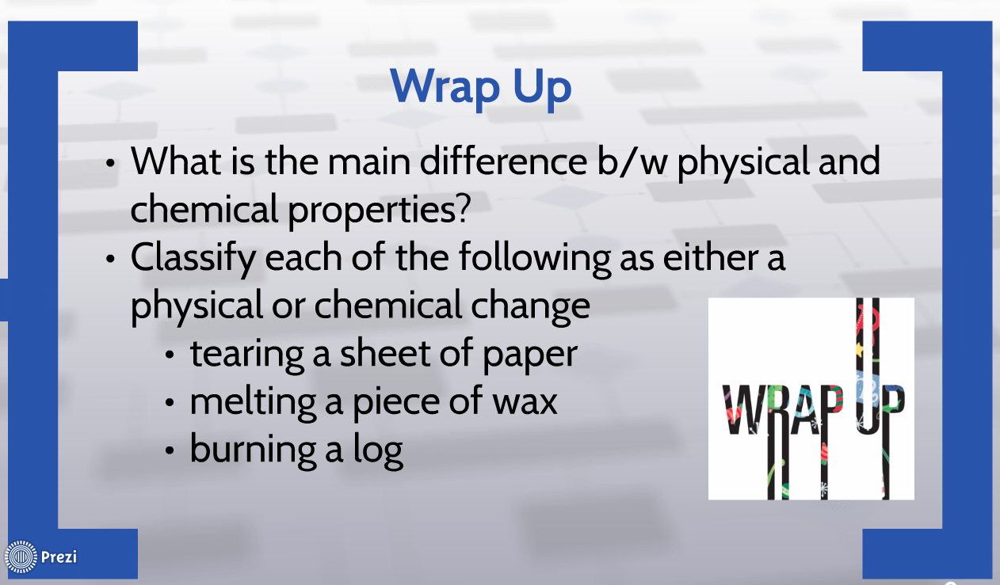 Wrap Up
• What is the main difference b/w physical and
chemical properties?
• Classify each of the following as either a
physical or chemical change
• tearing a sheet of paper
• melting a piece of wax
• burning a log
WRAP UP
Prezi